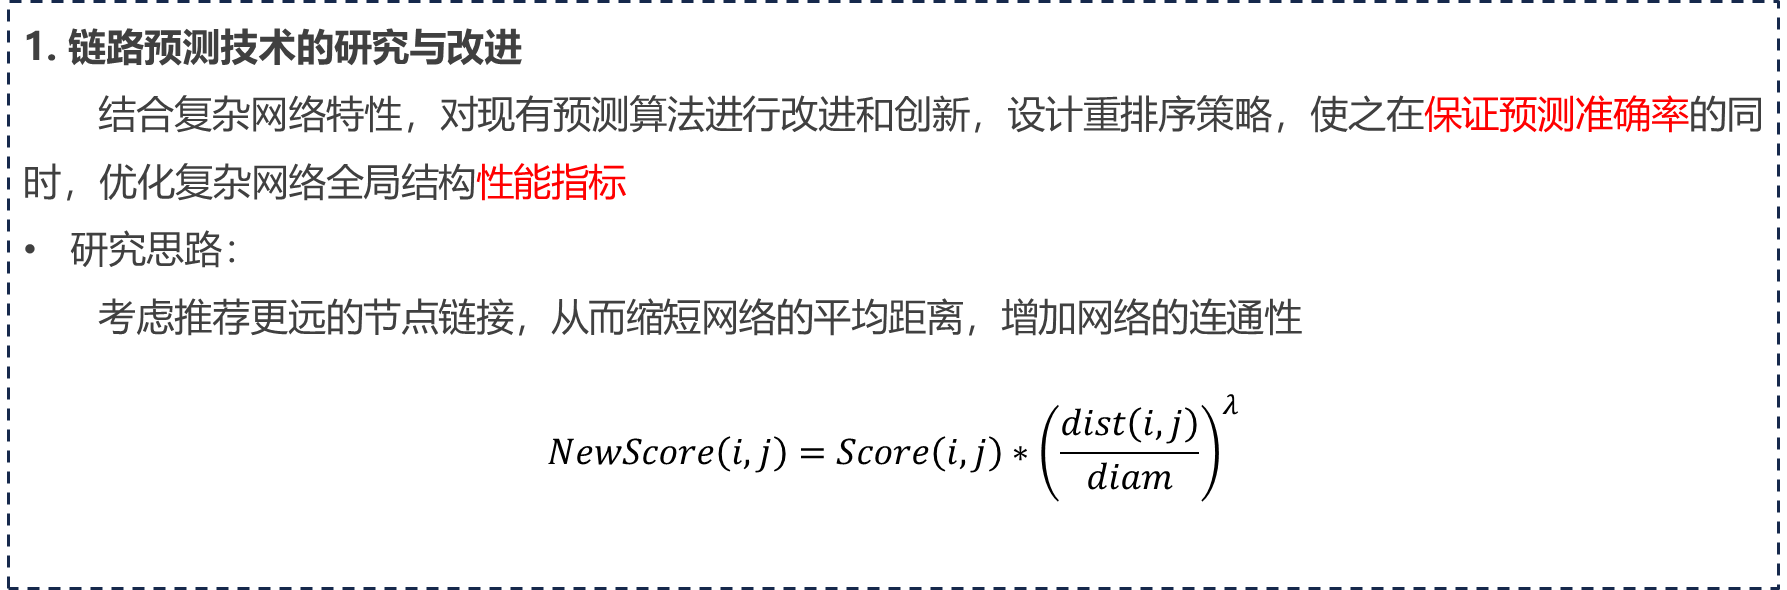 1. 链路预测技术的研究与改进
结合复杂网络特性，对现有预测算法进行改进和创新，设计重排序策略，使之在保证预测准确率的同
时，优化复杂网络全局结构性能指标
• 研究思路：
考虑推荐更远的节点链接，从而缩短网络的平均距离，增加网络的连通性
NewScore(i,j) = Score(i,j) * (dist(i,j)/diam)^λ